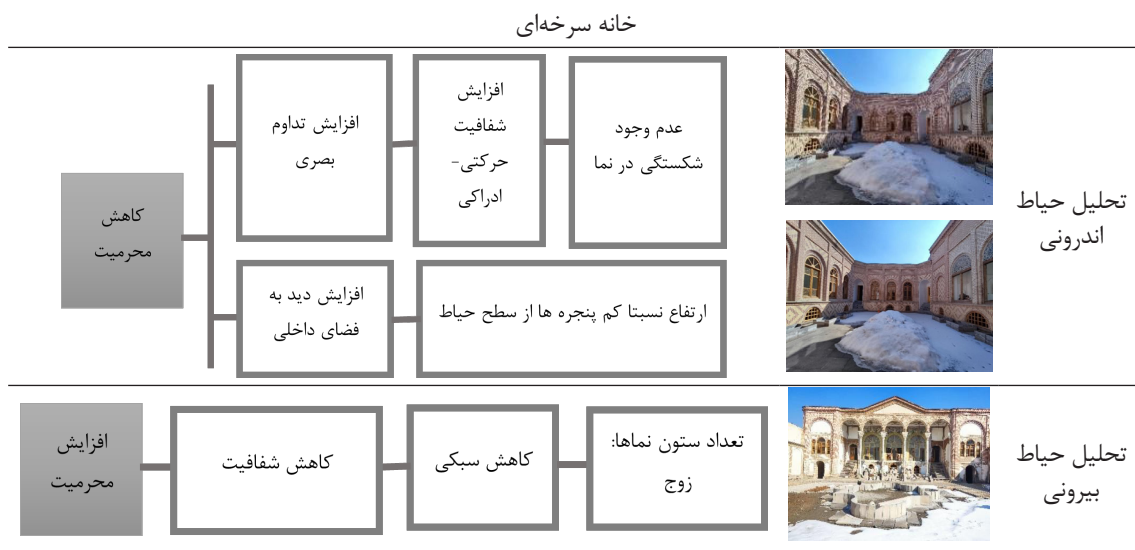 خانه سرخه‌ای
تحلیل حیاط
اندرونی
عدم وجود
شکستگی در نما
افزایش
شفافیت
حرکتی-
ادراکی
افزایش تداوم
بصری
ارتفاع نسبتا کم پنجره ها از سطح حیاط
افزایش دید به
فضای داخلی
کاهش
محرمیت
تحلیل حیاط
بیرونی
تعداد ستون نماها:
زوج
کاهش سبکی
کاهش شفافیت
افزایش
محرمیت